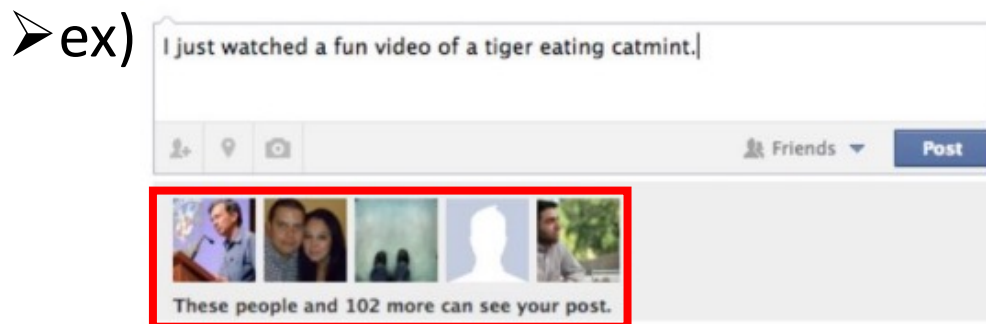 ➢ex)
I just watched a fun video of a tiger eating catmint.
Friends
Post
These people and 102 more can see your post.